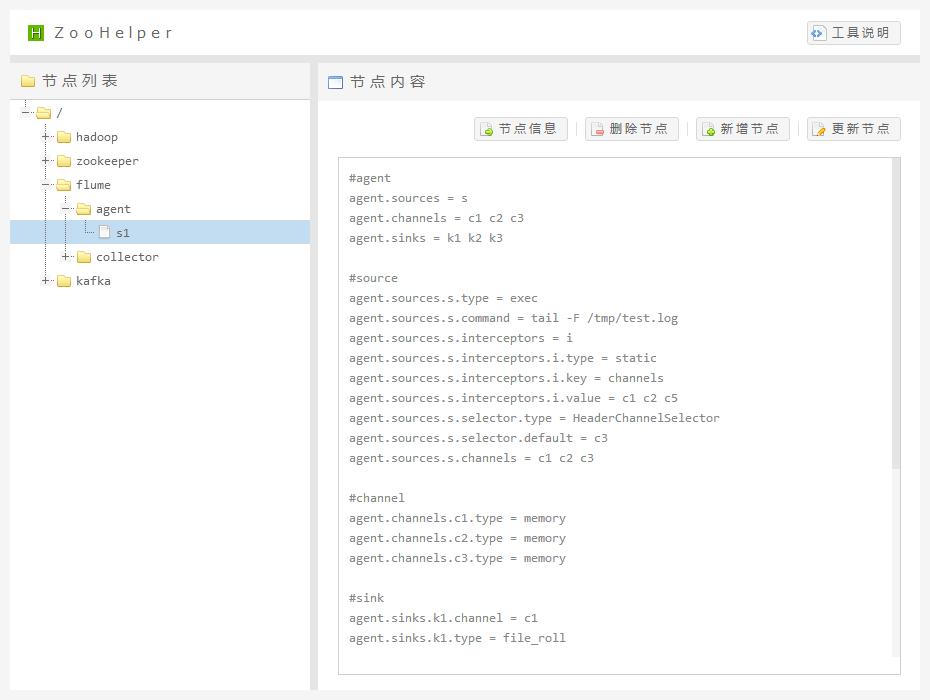 H ZooHelper
工具说明
节点列表
/
hadoop
zookeeper
flume
agent
s1
collector
kafka
节点内容
节点信息 删除节点 新增节点 更新节点
#agent
agent.sources = s
agent.channels = c1 c2 c3
agent.sinks = k1 k2 k3
#source
agent.sources.s.type = exec
agent.sources.s.command = tail -F /tmp/test.log
agent.sources.s.interceptors = i
agent.sources.s.interceptors.i.type = static
agent.sources.s.interceptors.i.key = channels
agent.sources.s.interceptors.i.value = c1 c2 c5
agent.sources.s.selector.type = HeaderChannelSelector
agent.sources.s.selector.default = c3
agent.sources.s.channels = c1 c2 c3
#channel
agent.channels.c1.type = memory
agent.channels.c2.type = memory
agent.channels.c3.type = memory
#sink
agent.sinks.k1.channel = c1
agent.sinks.k1.type = file_roll